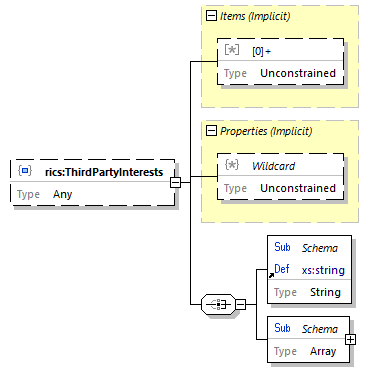 Items (Implicit)
[*] [0]+
Type Unconstrained
Properties (Implicit)
{*} Wildcard
Type Unconstrained
rics:ThirdPartyInterests
Type Any
Sub Schema
Def xs:string
Type String
Sub Schema
Type Array